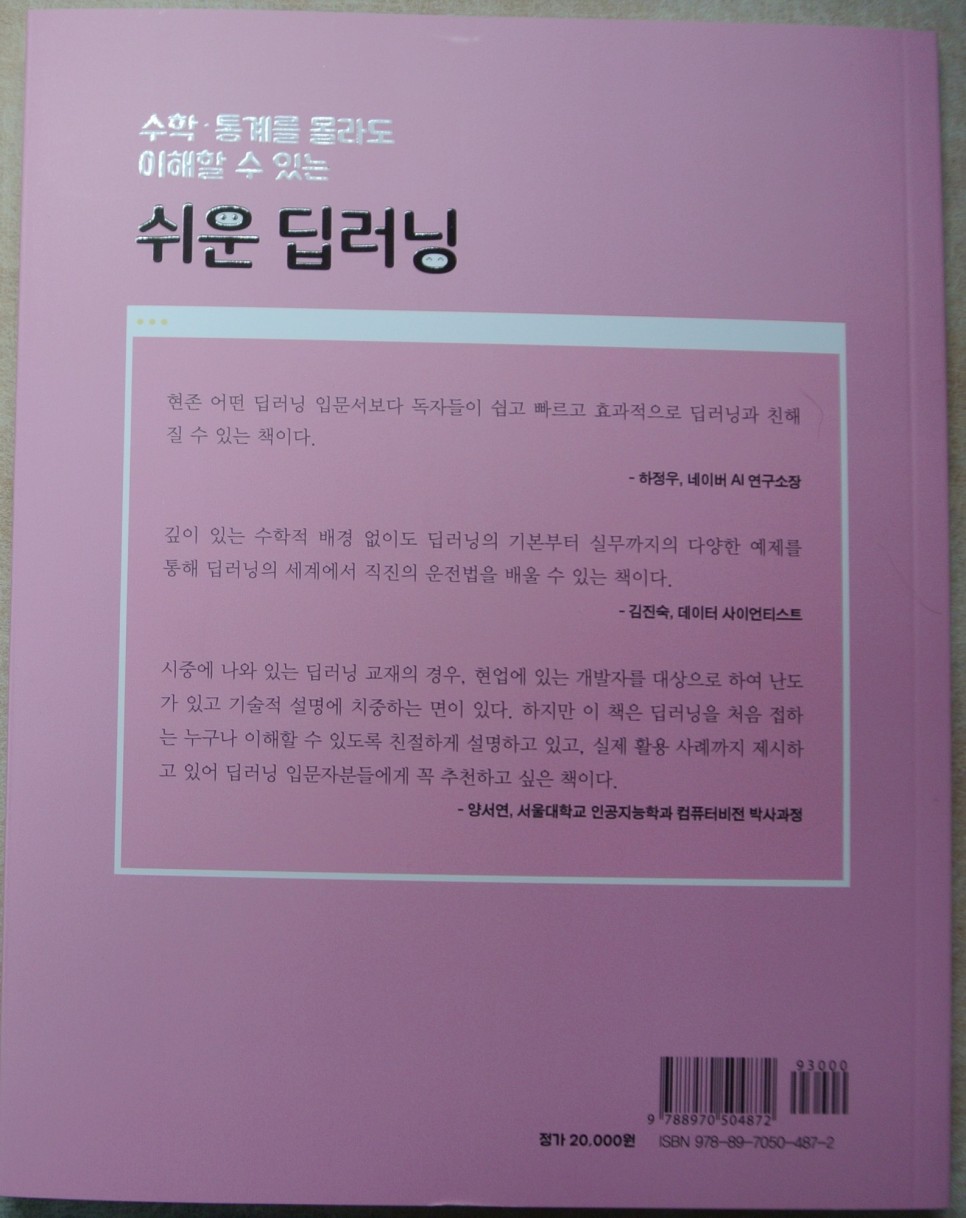 수학·통계를 몰라도
이해할 수 있는
쉬운 딥러닝
현존 어떤 딥러닝 입문서보다 독자들이 쉽고 빠르고 효과적으로 딥러닝과 친해
질 수 있는 책이다.
- 하정우, 네이버 AI 연구소장
깊이 있는 수학적 배경 없이도 딥러닝의 기본부터 실무까지의 다양한 예제를
통해 딥러닝의 세계에서 직진의 운전법을 배울 수 있는 책이다.
- 김진숙, 데이터 사이언티스트
시중에 나와 있는 딥러닝 교재의 경우, 현업에 있는 개발자를 대상으로 하여 난도
가 있고 기술적 설명에 치중하는 면이 있다. 하지만 이 책은 딥러닝을 처음 접하
는 누구나 이해할 수 있도록 친절하게 설명하고 있고, 실제 활용 사례까지 제시하
고 있어 딥러닝 입문자분들에게 꼭 추천하고 싶은 책이다.
- 양서연, 서울대학교 인공지능학과 컴퓨터비전 박사과정
93000
9 788970 504872
정가 20,000원 ISBN 978-89-7050-487-2